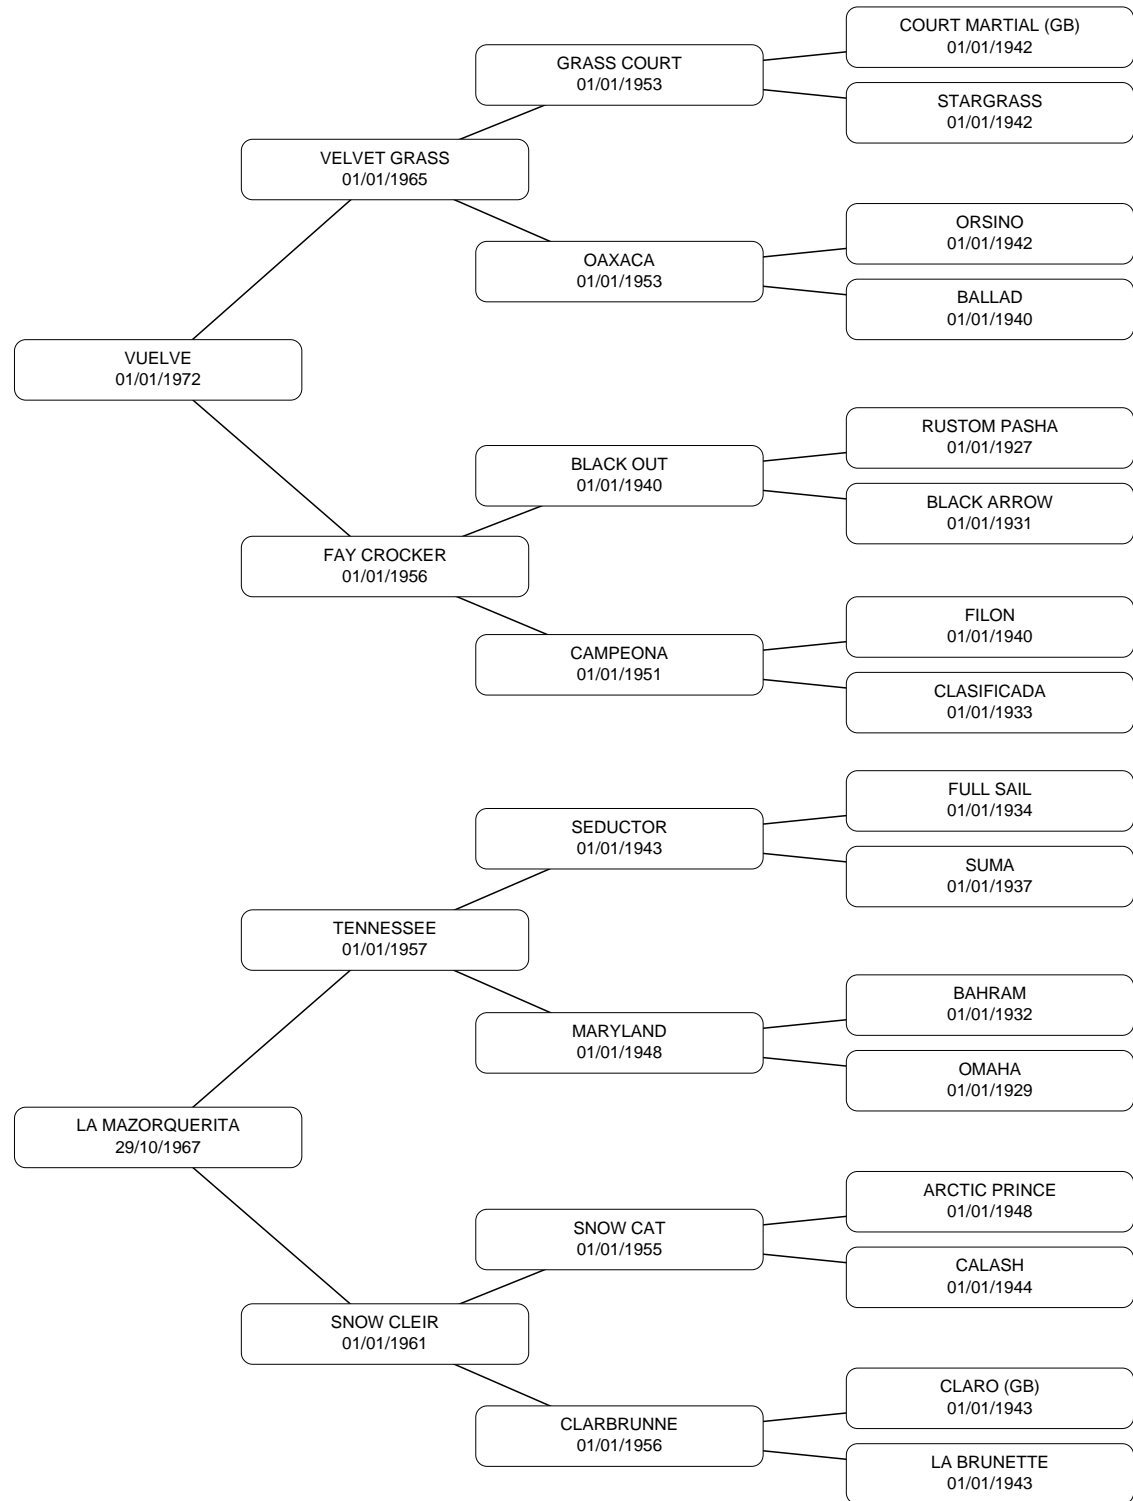 COURT MARTIAL (GB)
01/01/1942
GRASS COURT
01/01/1953
STARGRASS
01/01/1942
VELVET GRASS
01/01/1965
ORSINO
01/01/1942
OAXACA
01/01/1953
BALLAD
01/01/1940
VUELVE
01/01/1972
RUSTOM PASHA
01/01/1927
BLACK OUT
01/01/1940
BLACK ARROW
01/01/1931
FAY CROCKER
01/01/1956
FILON
01/01/1940
CAMPEONA
01/01/1951
CLASIFICADA
01/01/1933
FULL SAIL
01/01/1934
SEDUCTOR
01/01/1943
SUMA
01/01/1937
TENNESSEE
01/01/1957
BAHRAM
01/01/1932
MARYLAND
01/01/1948
OMAHA
01/01/1929
LA MAZORQUERITA
29/10/1967
ARCTIC PRINCE
01/01/1948
SNOW CAT
01/01/1955
CALASH
01/01/1944
SNOW CLEIR
01/01/1961
CLARO (GB)
01/01/1943
CLARBRUNNE
01/01/1956
LA BRUNETTE
01/01/1943